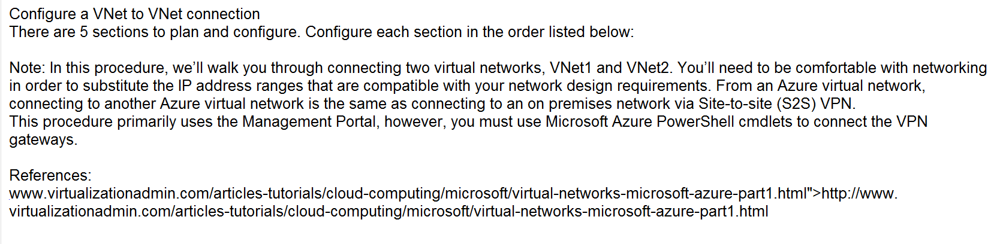 Configure a VNet to VNet connection
There are 5 sections to plan and configure. Configure each section in the order listed below:
Note: In this procedure, we’ll walk you through connecting two virtual networks, VNet1 and VNet2. You’ll need to be comfortable with networking
in order to substitute the IP address ranges that are compatible with your network design requirements. From an Azure virtual network,
connecting to another Azure virtual network is the same as connecting to an on premises network via Site-to-site (S2S) VPN.
This procedure primarily uses the Management Portal, however, you must use Microsoft Azure PowerShell cmdlets to connect the VPN
gateways.
References:
www.virtualizationadmin.com/articles-tutorials/cloud-computing/microsoft/virtual-networks-microsoft-azure-part1.html">http://www.
virtualizationadmin.com/articles-tutorials/cloud-computing/microsoft/virtual-networks-microsoft-azure-part1.html